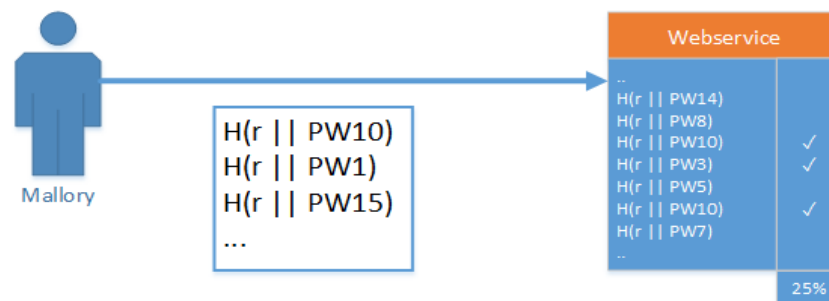 Mallory
H(r || PW10)
H(r || PW1)
H(r || PW15)
...
Webservice
..
H(r || PW14)
H(r || PW8)
H(r || PW10) ✓
H(r || PW3) ✓
H(r || PW5)
H(r || PW10) ✓
H(r || PW7)
..
25%